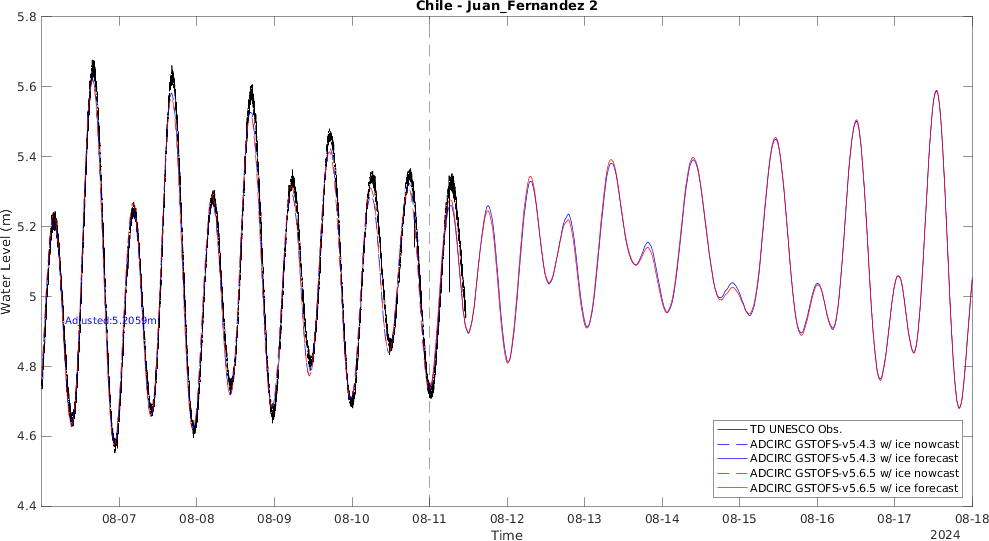 Chile - Juan_Fernandez 2
Water Level (m)
5.8
5.6
5.4
5.2
5
4.8
4.6
4.4
Adjusted:5.2059m
TD UNESCO Obs.
ADCIRC GSTOFS-v5.4.3 w/ ice nowcast
ADCIRC GSTOFS-v5.4.3 w/ ice forecast
ADCIRC GSTOFS-v5.6.5 w/ ice nowcast
ADCIRC GSTOFS-v5.6.5 w/ ice forecast
08-07 08-08 08-09 08-10 08-11 08-12 08-13 08-14 08-15 08-16 08-17 08-18
Time
2024